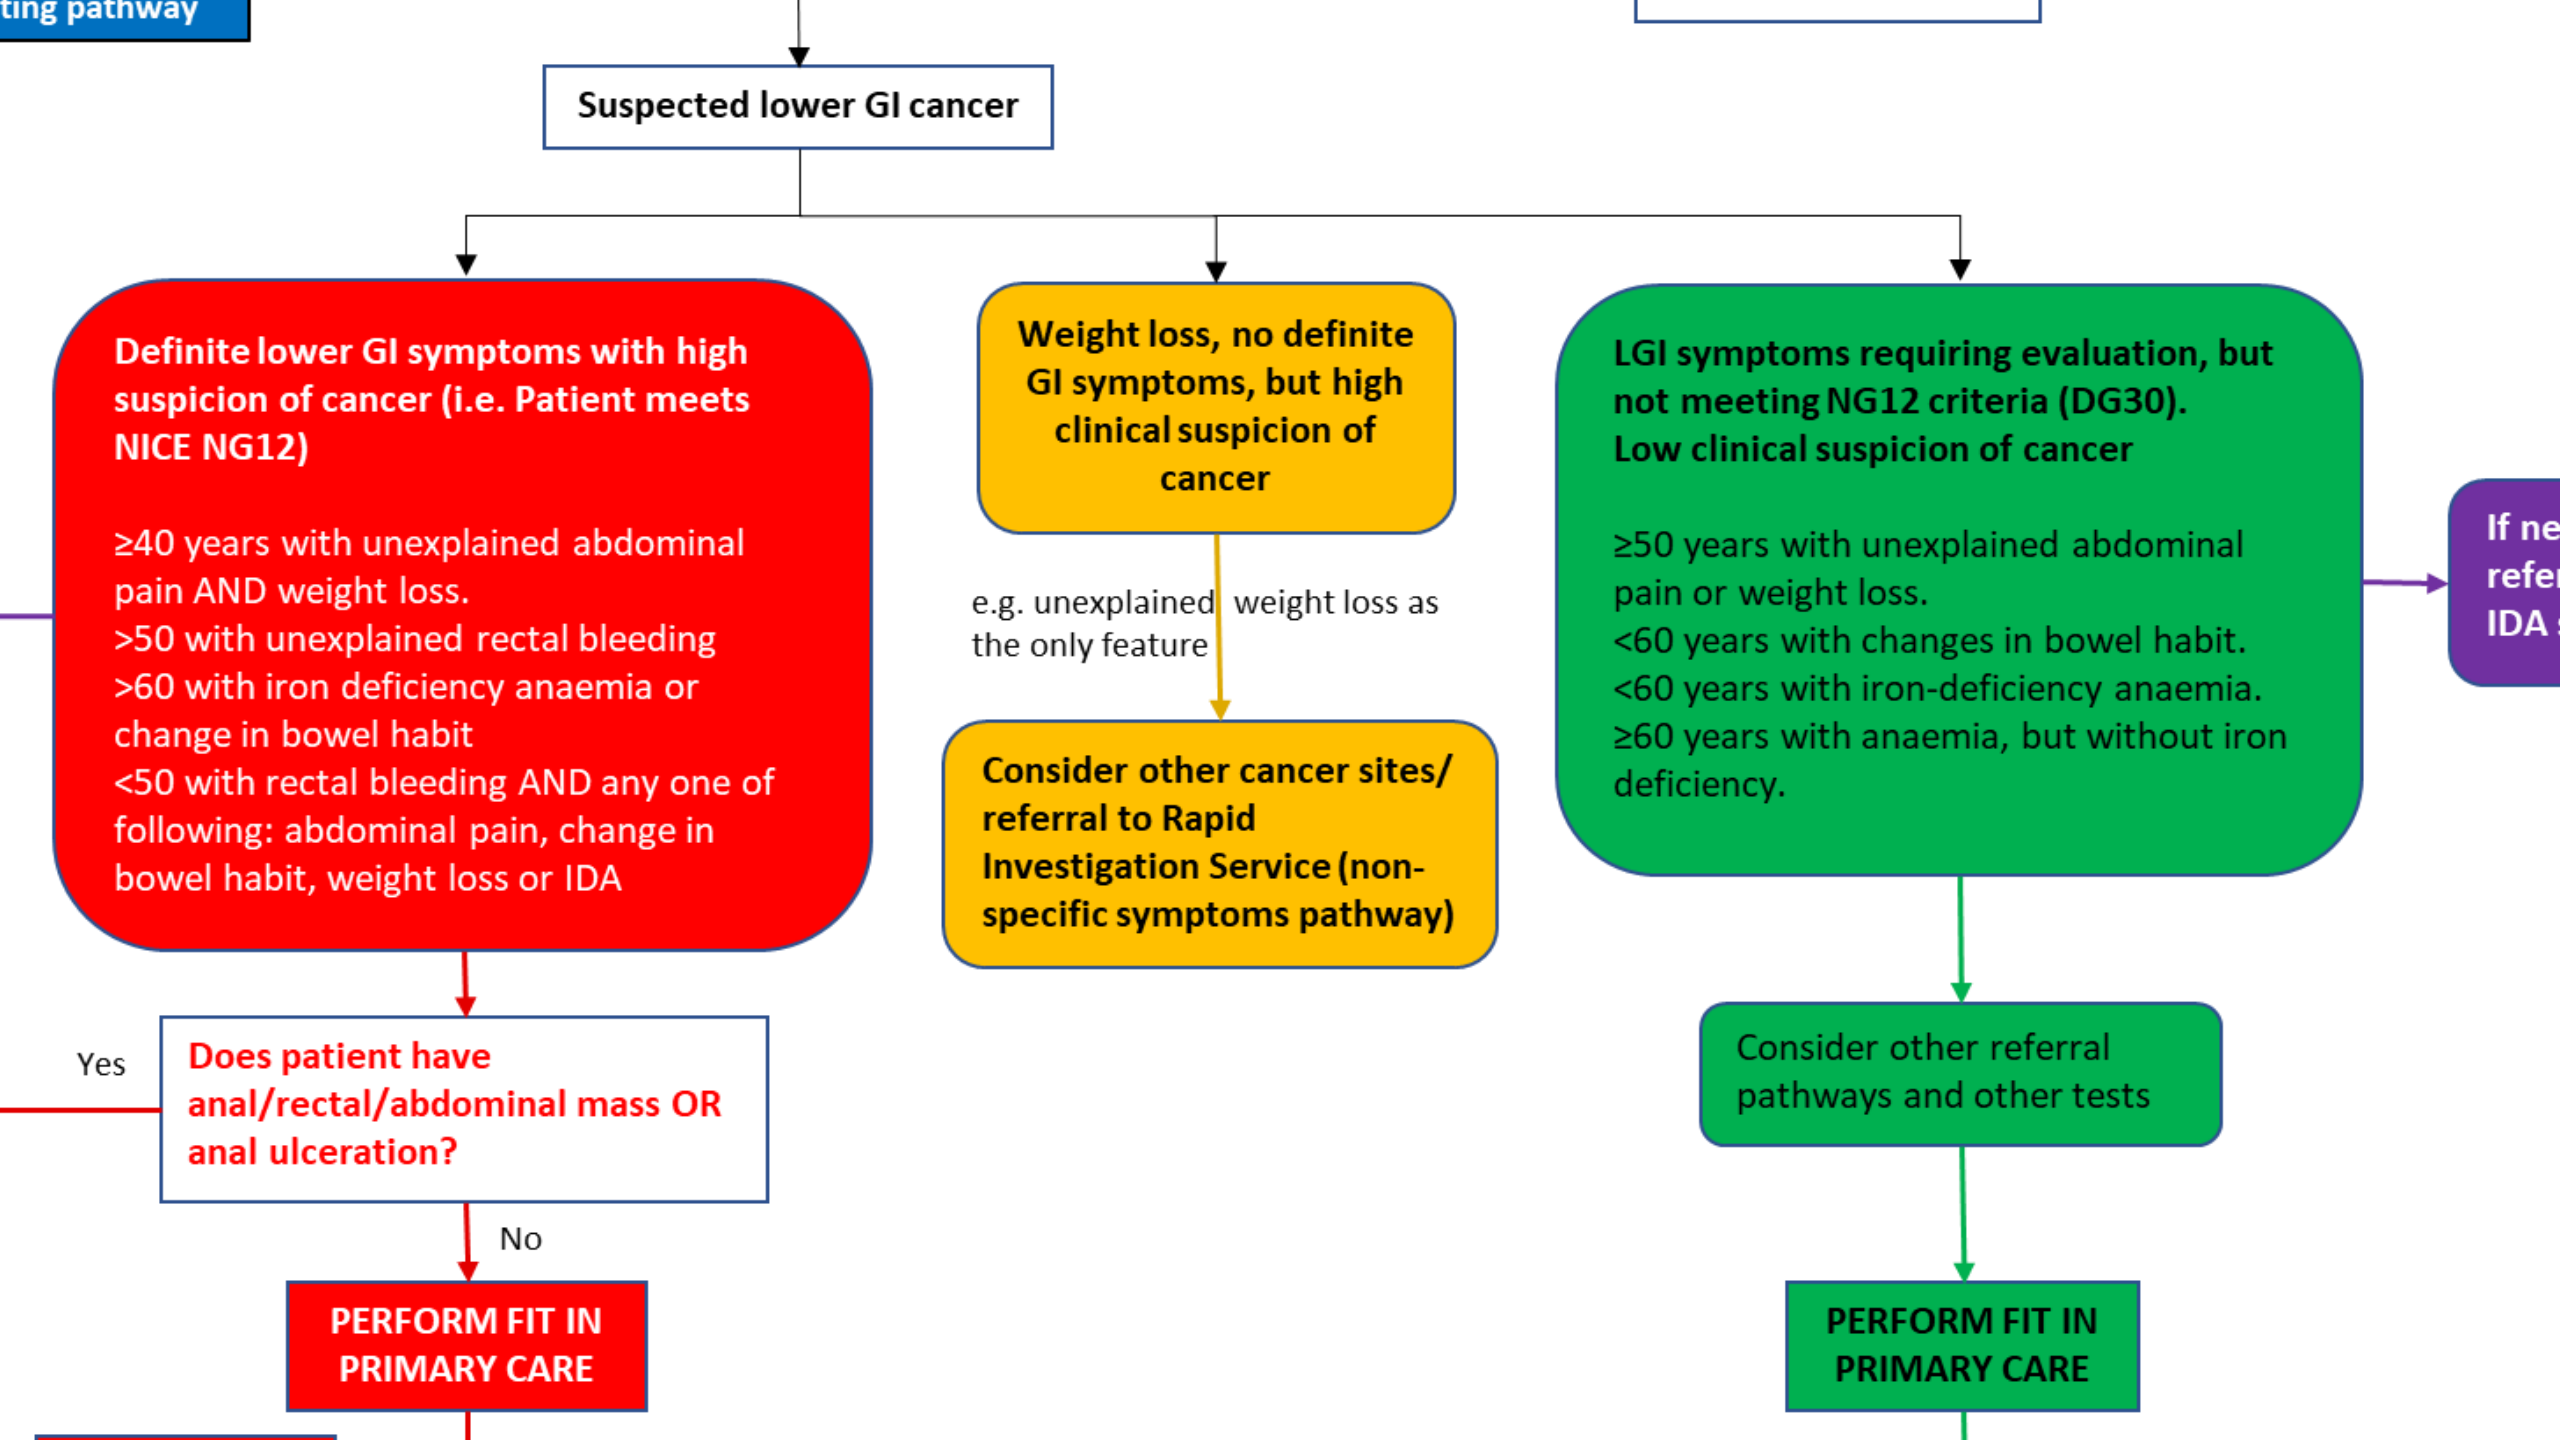 ting pathway
Suspected lower GI cancer
Definite lower GI symptoms with high
suspicion of cancer (i.e. Patient meets
NICE NG12)
≥40 years with unexplained abdominal
pain AND weight loss.
>50 with unexplained rectal bleeding
>60 with iron deficiency anaemia or
change in bowel habit
<50 with rectal bleeding AND any one of
following: abdominal pain, change in
bowel habit, weight loss or IDA
Weight loss, no definite
GI symptoms, but high
clinical suspicion of
cancer
e.g. unexplained weight loss as
the only feature
Consider other cancer sites/
referral to Rapid
Investigation Service (non-
specific symptoms pathway)
LGI symptoms requiring evaluation, but
not meeting NG12 criteria (DG30).
Low clinical suspicion of cancer
≥50 years with unexplained abdominal
pain or weight loss.
<60 years with changes in bowel habit.
<60 years with iron-deficiency anaemia.
≥60 years with anaemia, but without iron
deficiency.
If ne
refer
IDA
Yes
Does patient have
anal/rectal/abdominal mass OR
anal ulceration?
No
PERFORM FIT IN
PRIMARY CARE
Consider other referral
pathways and other tests
PERFORM FIT IN
PRIMARY CARE